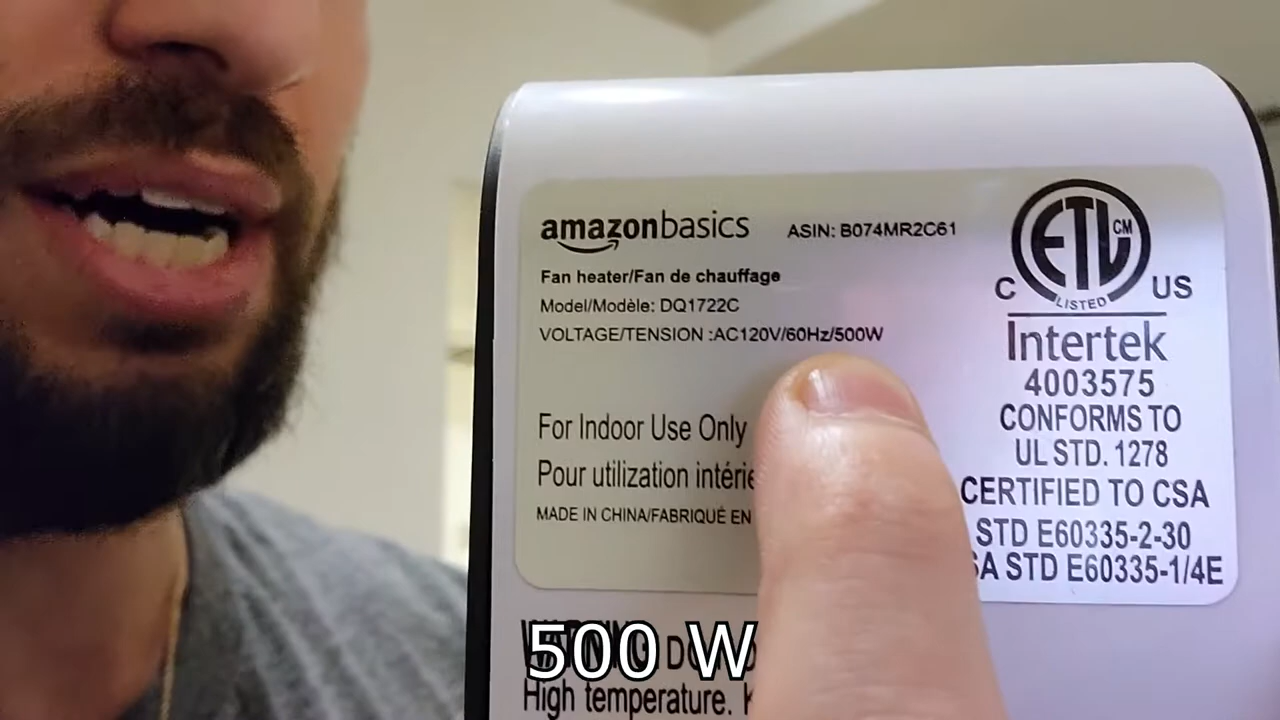 amazonbasics
ASIN: B074MR2C61
Fan heater/Fan de chauffage
Model/Modèle: DQ1722C
VOLTAGE/TENSION :AC120V/60Hz/500W
For Indoor Use Only
Pour utilization
MADE IN CHINA/FABRIQUÉ EN
ETL CM
C LISTED US
Intertek
4003575
CONFORMS TO
UL STD. 1278
CERTIFIED TO CSA
STD E60335-2-30
STD E60335-1/4E
500 W
High temperature.